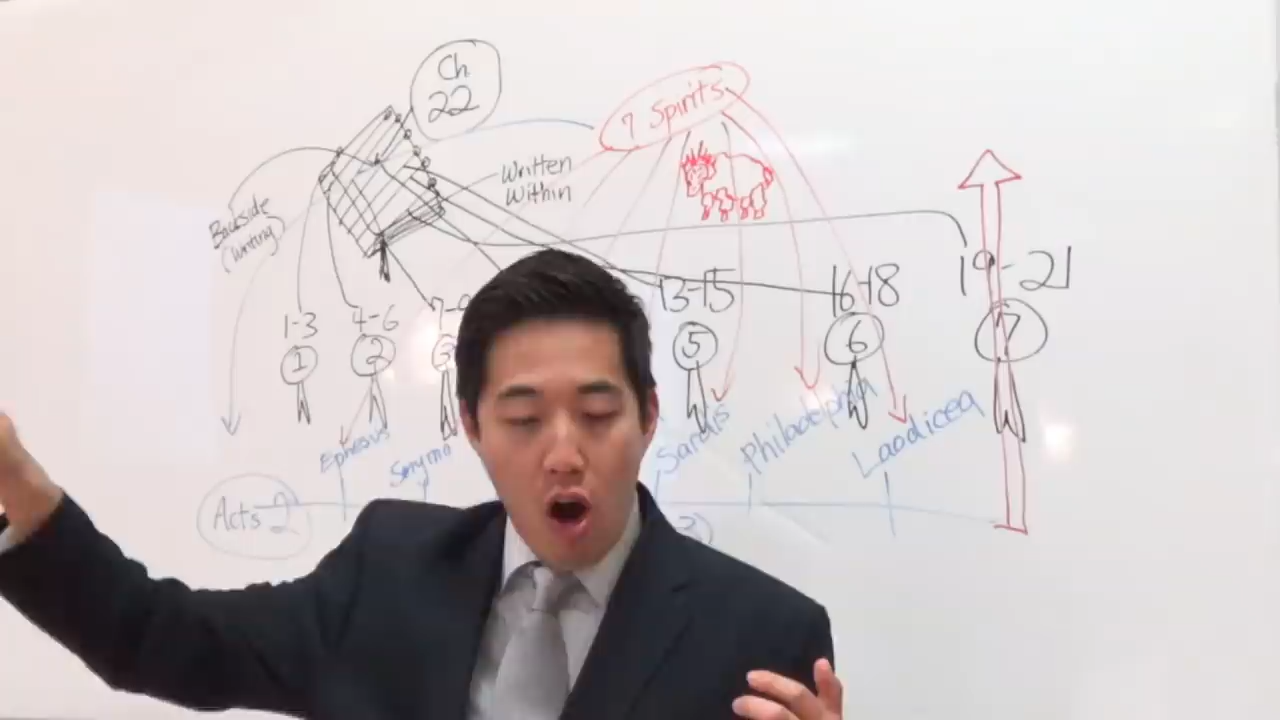 Ch
22
7 Spirits
Written
Within
Backside
(Writing)
1-3
4-6
13-15
16-18
19-21
1
2
5
6
7
Ephesus
Smyrna
Sardis
Philadelphia
Laodicea
Acts 2